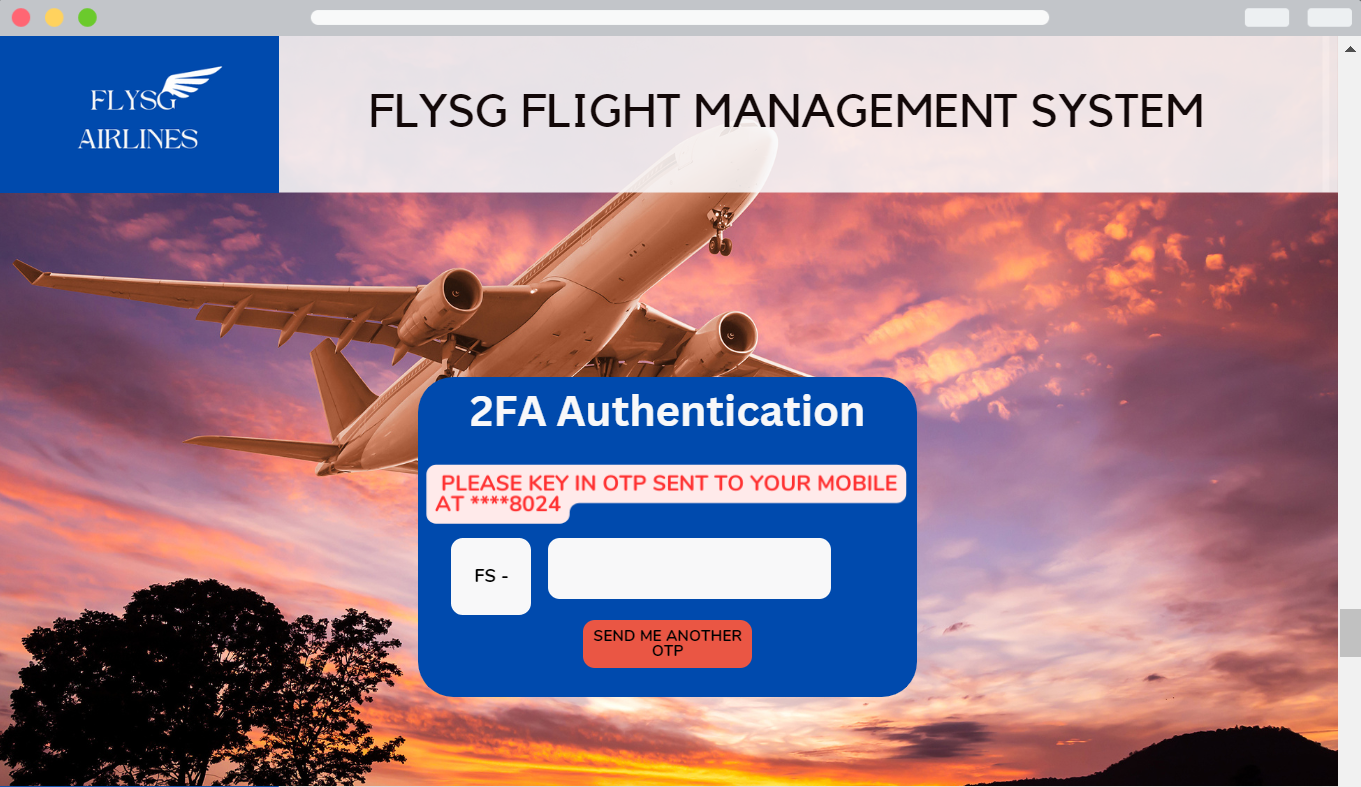 FLYSG
AIRLINES
FLYSG FLIGHT MANAGEMENT SYSTEM
2FA Authentication
PLEASE KEY IN OTP SENT TO YOUR MOBILE
AT ****8024
FS -
SEND ME ANOTHER
OTP